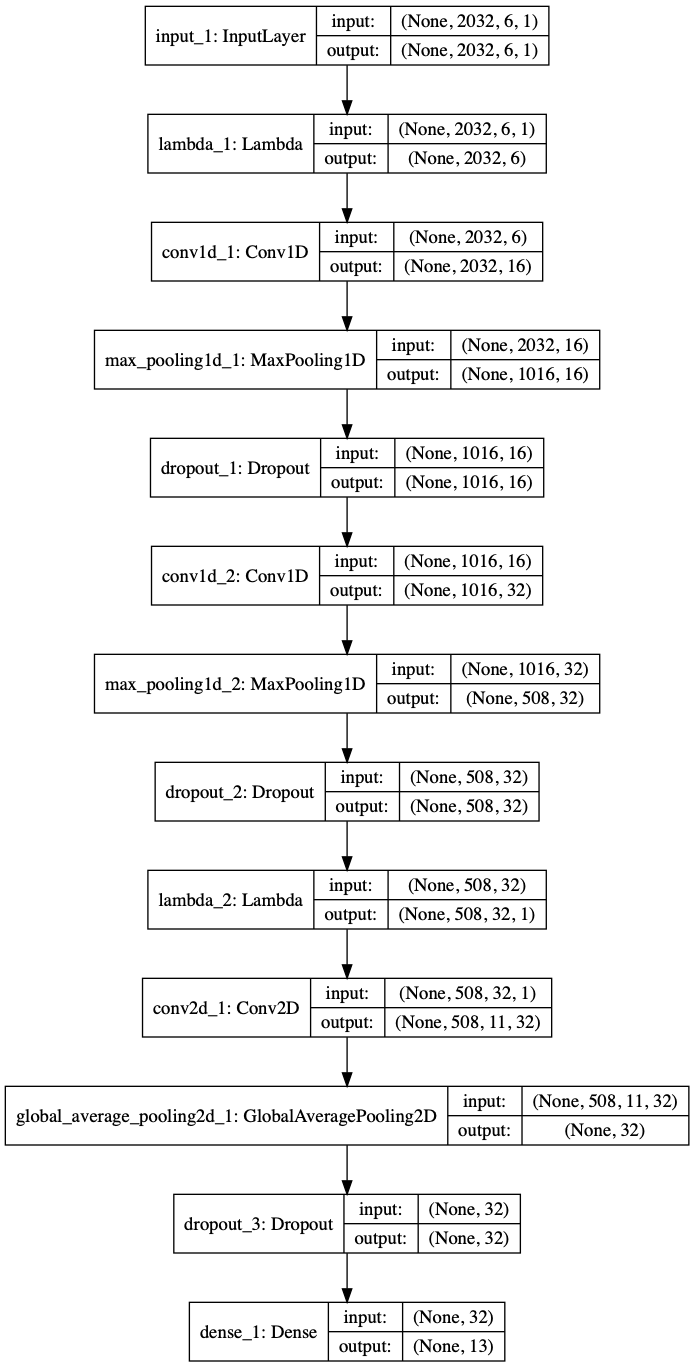 input_1: InputLayer
input: (None, 2032, 6, 1)
output: (None, 2032, 6, 1)
lambda_1: Lambda
input: (None, 2032, 6, 1)
output: (None, 2032, 6)
conv1d_1: Conv1D
input: (None, 2032, 6)
output: (None, 2032, 16)
max_pooling1d_1: MaxPooling1D
input: (None, 2032, 16)
output: (None, 1016, 16)
dropout_1: Dropout
input: (None, 1016, 16)
output: (None, 1016, 16)
conv1d_2: Conv1D
input: (None, 1016, 16)
output: (None, 1016, 32)
max_pooling1d_2: MaxPooling1D
input: (None, 1016, 32)
output: (None, 508, 32)
dropout_2: Dropout
input: (None, 508, 32)
output: (None, 508, 32)
lambda_2: Lambda
input: (None, 508, 32)
output: (None, 508, 32, 1)
conv2d_1: Conv2D
input: (None, 508, 32, 1)
output: (None, 508, 11, 32)
global_average_pooling2d_1: GlobalAveragePooling2D
input: (None, 508, 11, 32)
output: (None, 32)
dropout_3: Dropout
input: (None, 32)
output: (None, 32)
dense_1: Dense
input: (None, 32)
output: (None, 13)